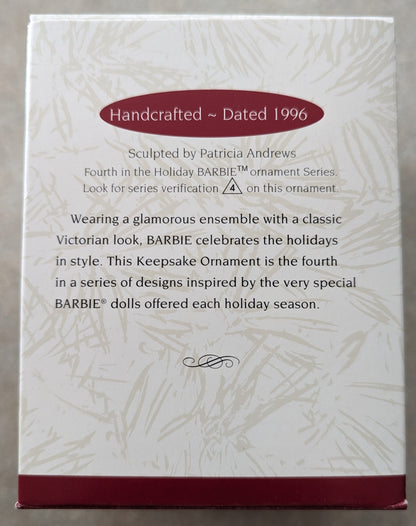 Handcrafted ~ Dated 1996
Sculpted by Patricia Andrews
Fourth in the Holiday BARBIE™ ornament Series.
Look for series verification 4 on this ornament.
Wearing a glamorous ensemble with a classic
Victorian look, BARBIE celebrates the holidays
in style. This Keepsake Ornament is the fourth
in a series of designs inspired by the very special
BARBIE® dolls offered each holiday season.